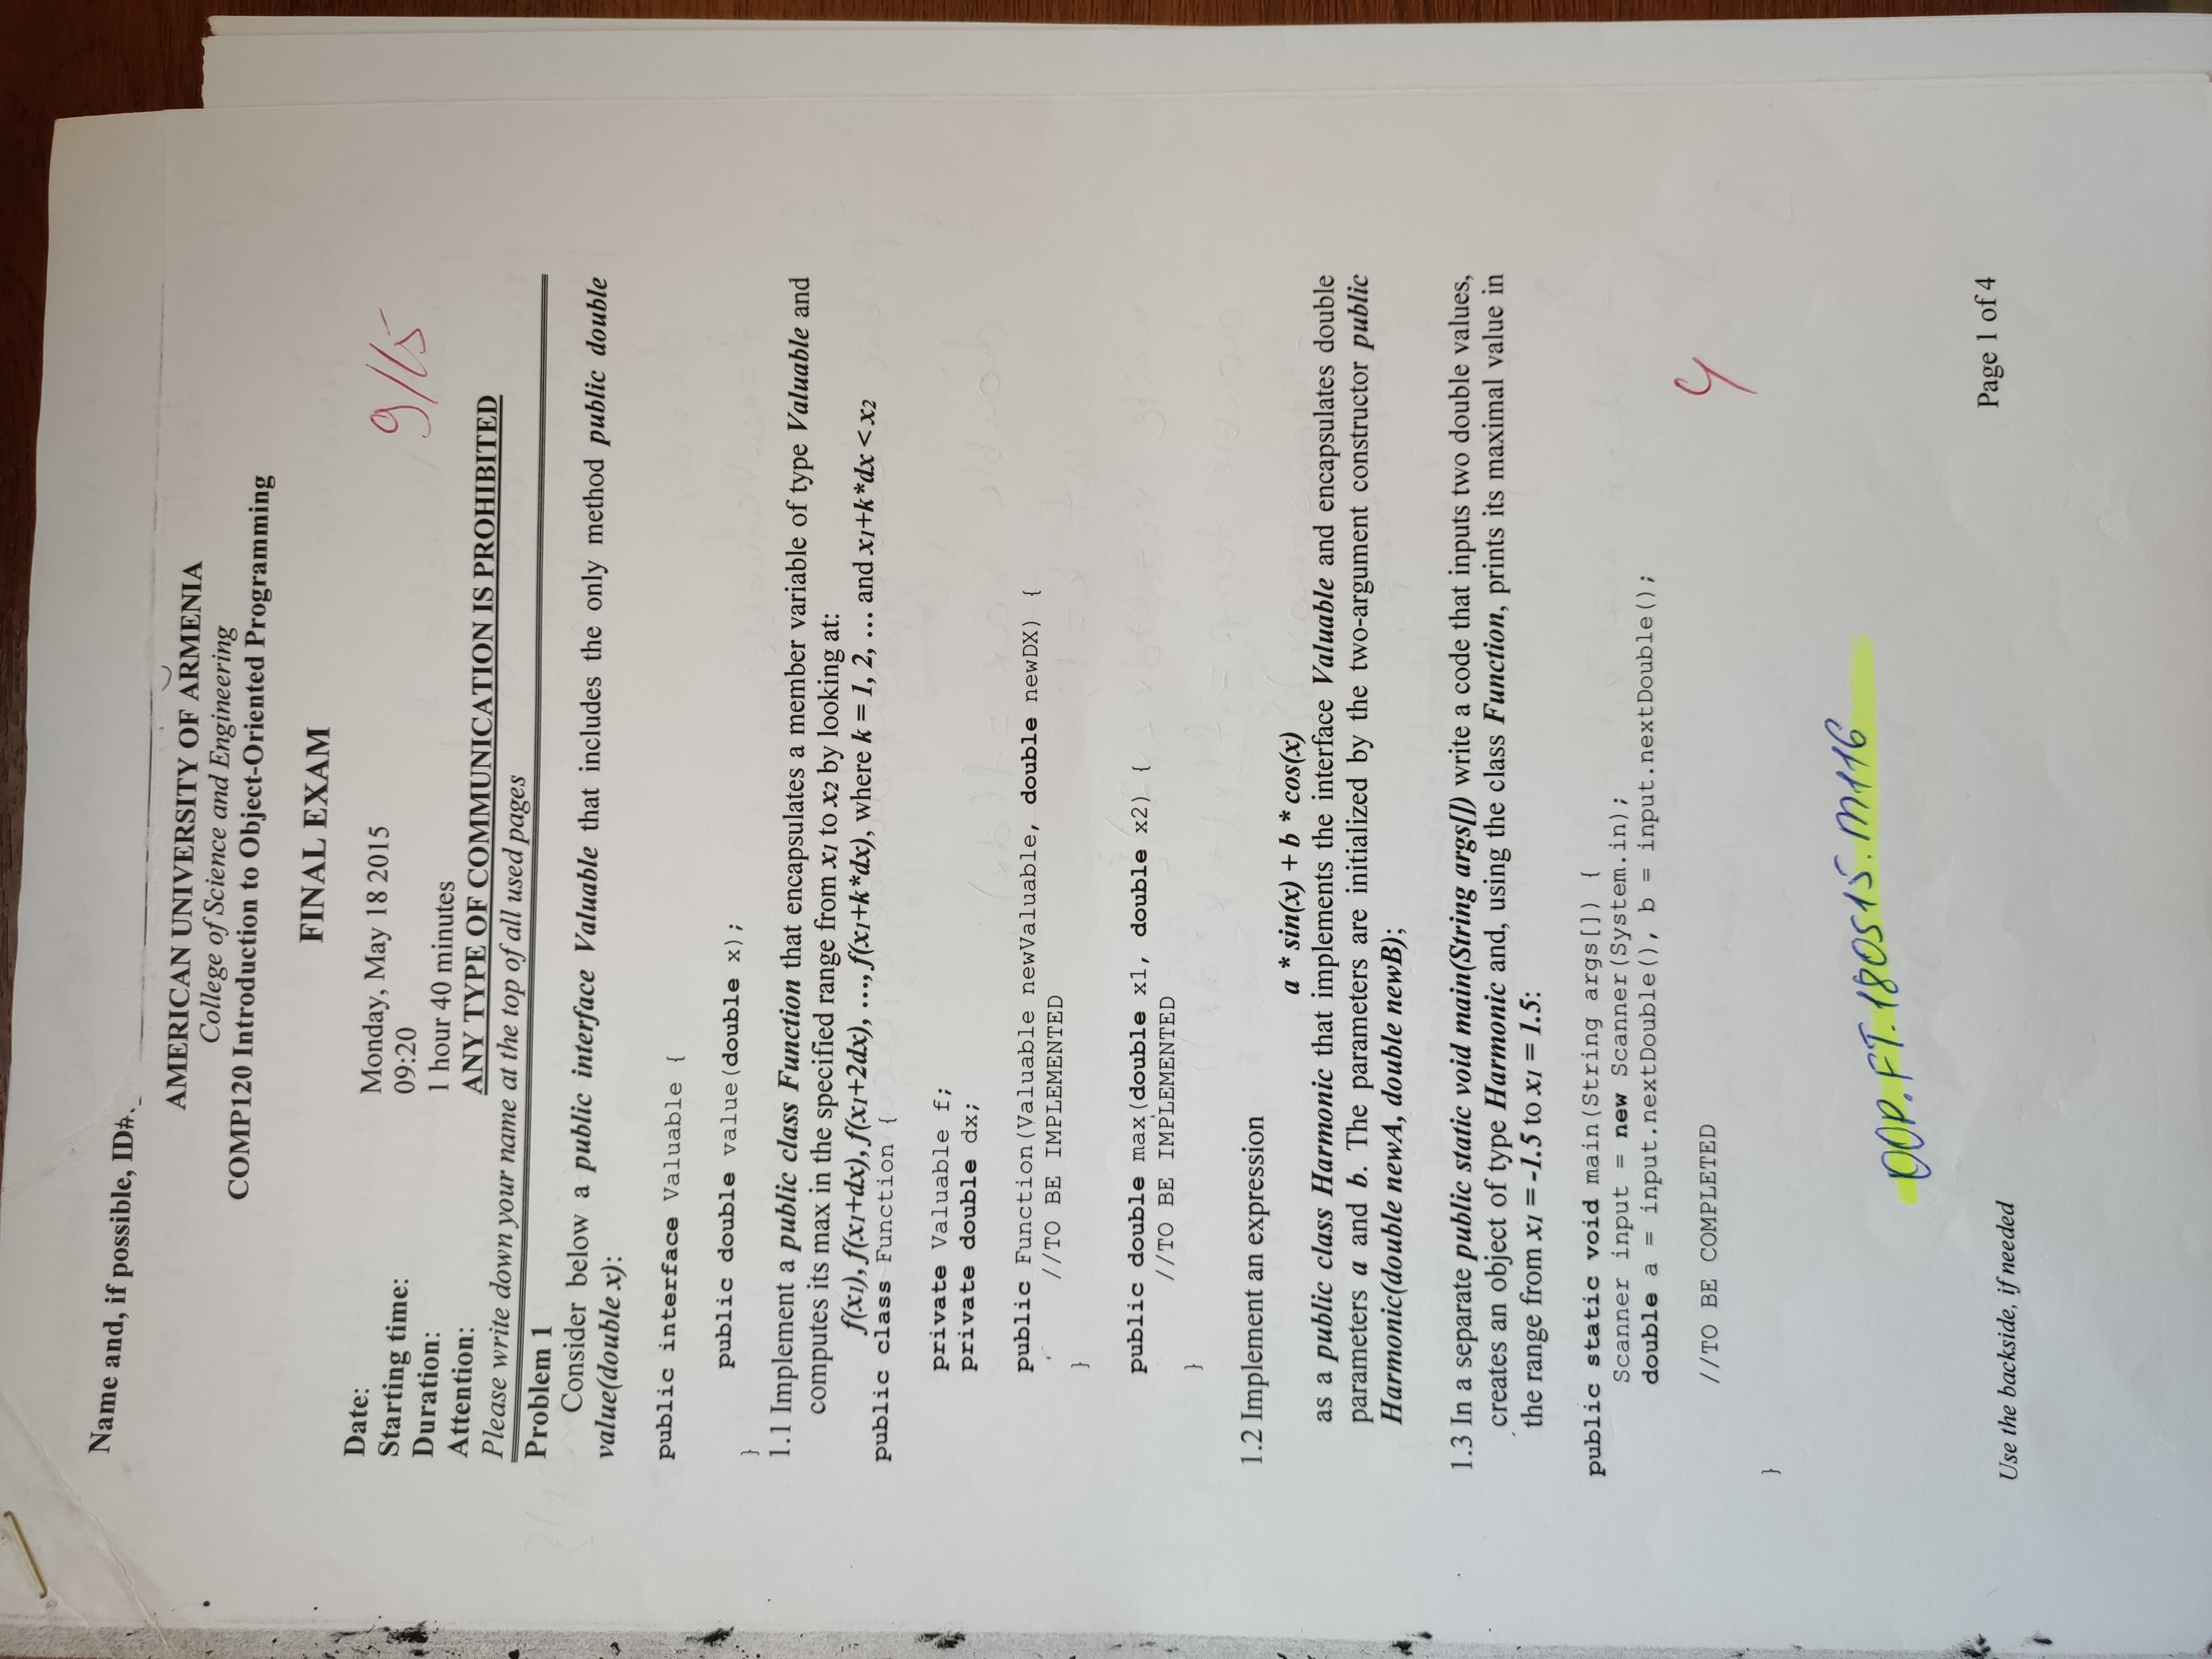 Name and, if possible, ID#.
AMERICAN UNIVERSITY OF ARMENIA
College of Science and Engineering
COMP120 Introduction to Object-Oriented Programming
FINAL EXAM
Date: Monday, May 18 2015
Starting time: 09:20
Duration: 1 hour 40 minutes
Attention: ANY TYPE OF COMMUNICATION IS PROHIBITED
9/15
Please write down your name at the top of all used pages
Problem 1
Consider below a public interface Valuable that includes the only method public double
value(double x):
public interface Valuable {
public double value(double x);
}
1.1 Implement a public class Function that encapsulates a member variable of type Valuable and
computes its max in the specified range from x1 to x2 by looking at:
f(x1), f(x1+dx), f(x1+2dx), ..., f(x1+k*dx), where k = 1, 2, ... and x1+k*dx < x2
public class Function {
private Valuable f;
private double dx;
public Function(Valuable newValuable, double newDX) {
//TO BE IMPLEMENTED
}
public double max(double x1, double x2) {
//TO BE IMPLEMENTED
}
1.2 Implement an expression
a * sin(x) + b * cos(x)
as a public class Harmonic that implements the interface Valuable and encapsulates double
parameters a and b. The parameters are initialized by the two-argument constructor public
Harmonic(double newA, double newB);
1.3 In a separate public static void main(String args[]) write a code that inputs two double values,
creates an object of type Harmonic and, using the class Function, prints its maximal value in
the range from x1 = -1.5 to x1 = 1.5:
public static void main(String args[]) {
Scanner input = new Scanner(System.in);
double a = input.nextDouble(), b = input.nextDouble();
//TO BE COMPLETED
4
}
OOP.FT.180515.M116
Use the backside, if needed
Page 1 of 4